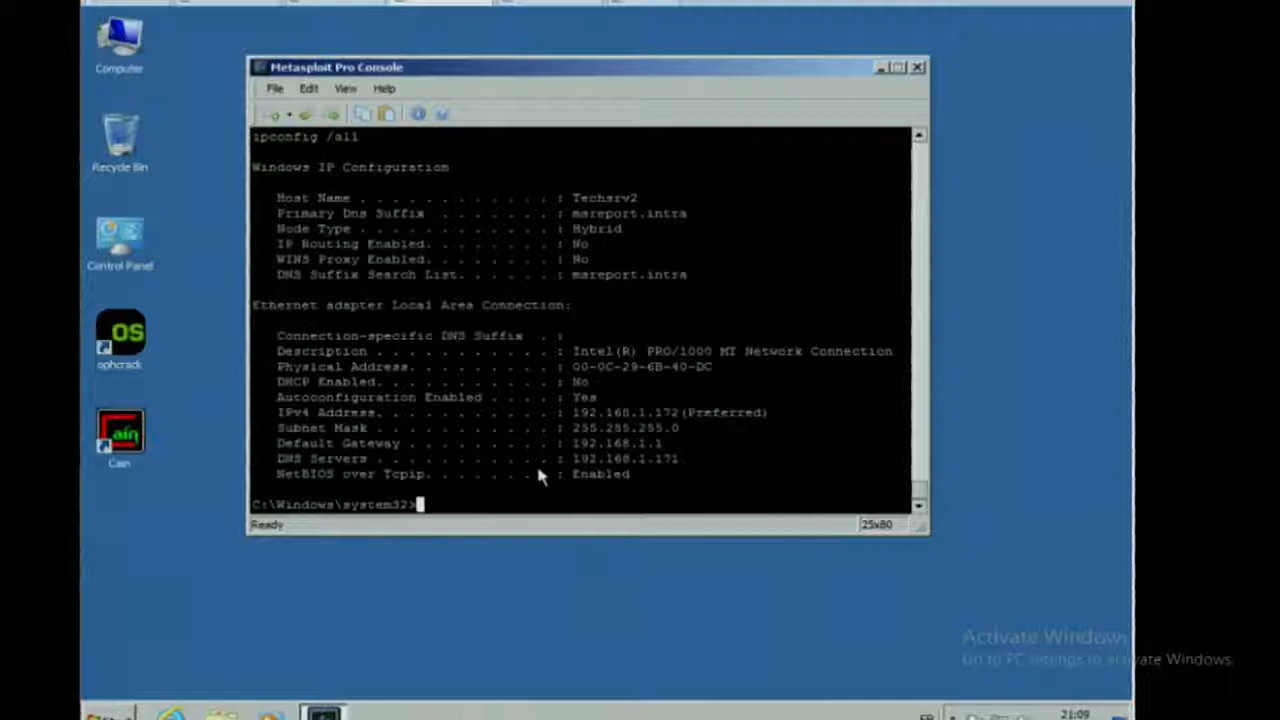 Computer
Recycle Bin
Control Panel
OS
ophcrack
Cain
Metasploit Pro Console
File Edit View Help
ipconfig /all
Windows IP Configuration
Host Name . . . . . . . . . . . . : Techsrv2
Primary Dns Suffix . . . . . . . : msreport.intra
Node Type . . . . . . . . . . . . : Hybrid
IP Routing Enabled. . . . . . . . : No
WINS Proxy Enabled. . . . . . . . : No
DNS Suffix Search List. . . . . . : msreport.intra
Ethernet adapter Local Area Connection:
Connection-specific DNS Suffix . :
Description . . . . . . . . . . . : Intel(R) PRO/1000 MT Network Connection
Physical Address. . . . . . . . . : 00-0C-29-6B-40-DC
DHCP Enabled. . . . . . . . . . . : No
Autoconfiguration Enabled . . . . : Yes
IPv4 Address. . . . . . . . . . . : 192.168.1.172(Preferred)
Subnet Mask . . . . . . . . . . . : 255.255.255.0
Default Gateway . . . . . . . . . : 192.168.1.1
DNS Servers . . . . . . . . . . . : 192.168.1.171
NetBIOS over Tcpip. . . . . . . . : Enabled
C:\Windows\system32>
Ready 25x80
Activate Windows
Go to PC settings to activate Windows.
21:09